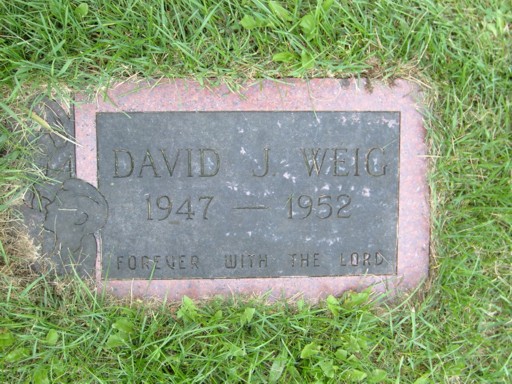 DAVID J. WEIG
1947 — 1952
FOREVER WITH THE LORD